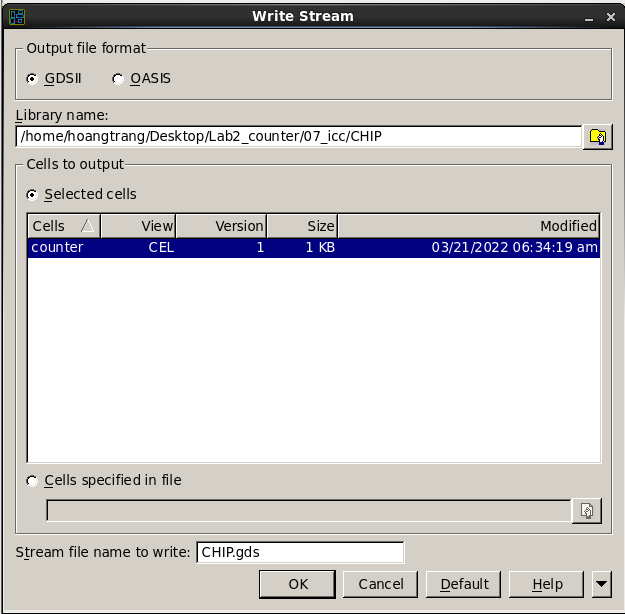 Write Stream
Output file format
GDSII OASIS
Library name:
/home/hoangtrang/Desktop/Lab2_counter/07_icc/CHIP
Cells to output
Selected cells
Cells View Version Size Modified
counter CEL 1 1 KB 03/21/2022 06:34:19 am
Cells specified in file
Stream file name to write: CHIP.gds
OK Cancel Default Help